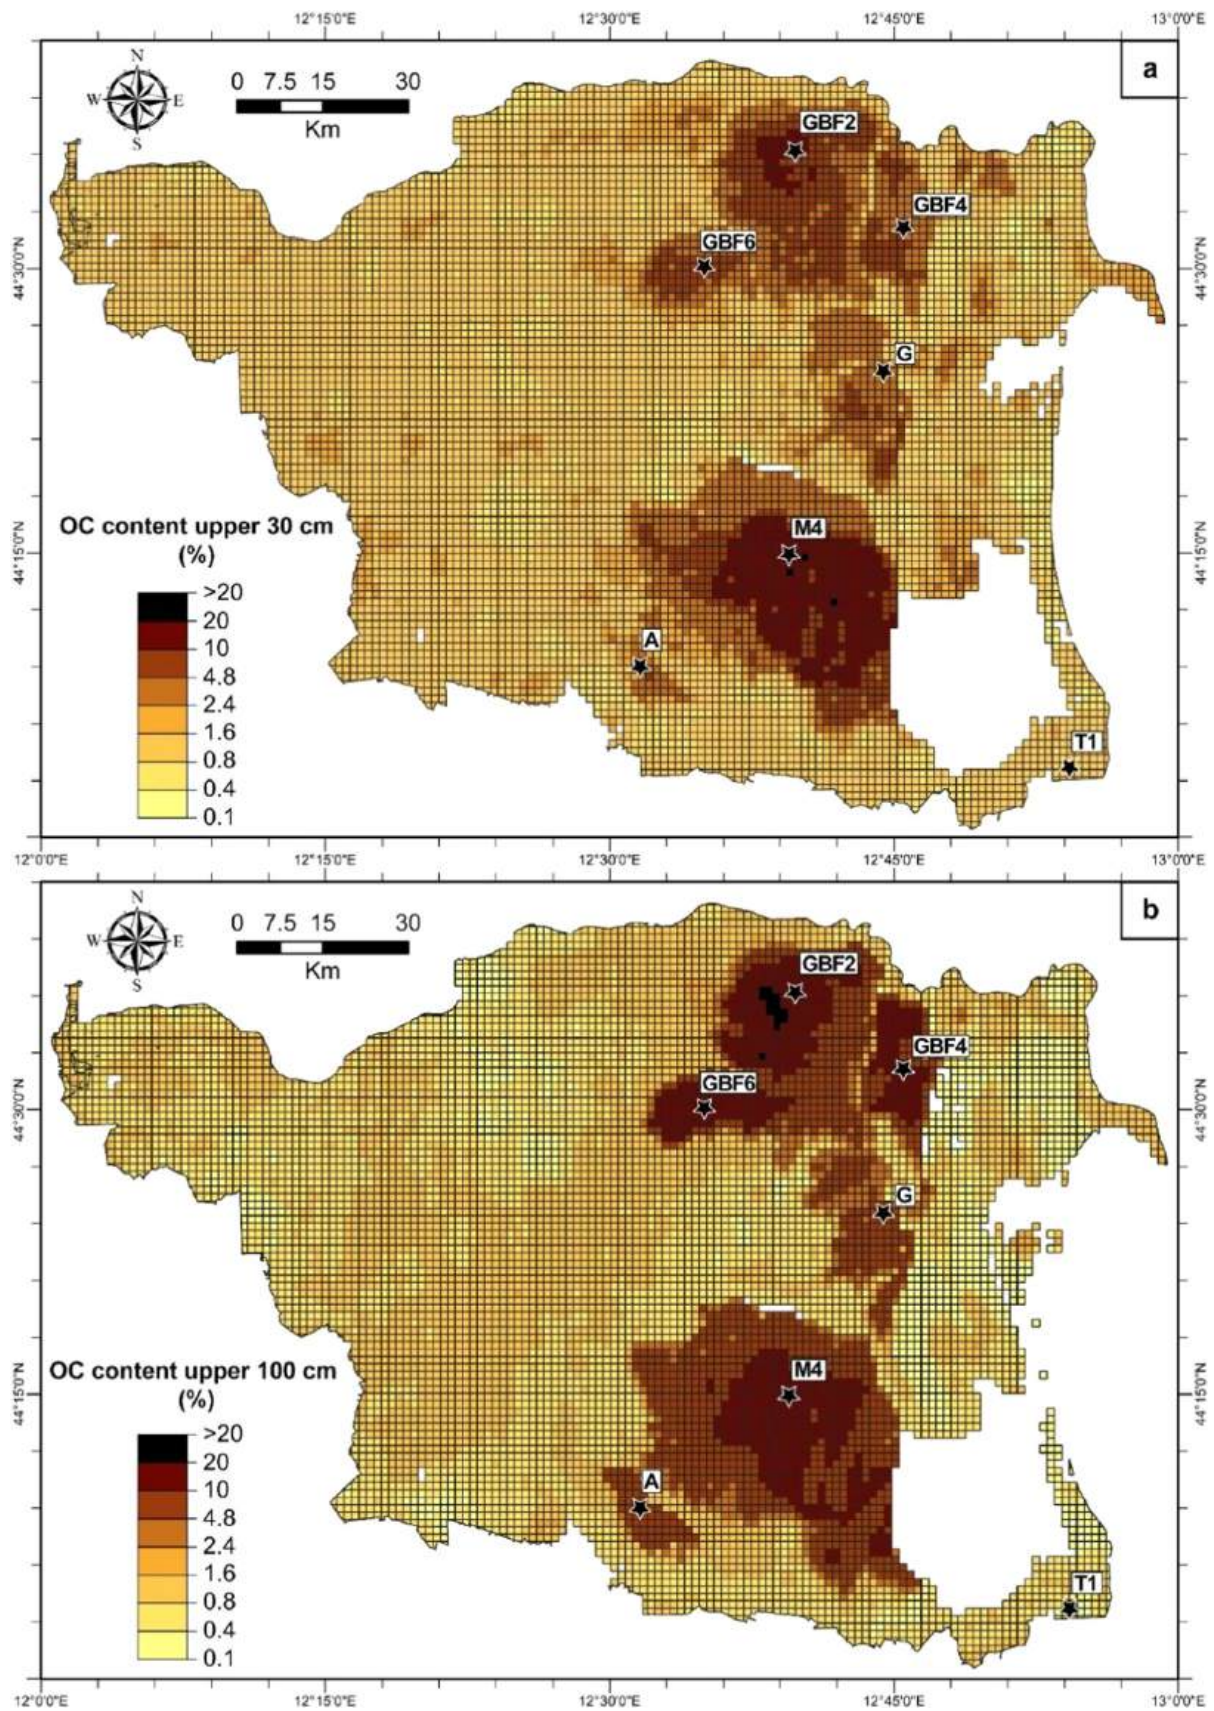 12°15'0"E 12°30'0"E 12°45'0"E 13°0'0"E
a
N
W E
S
0 7.5 15 30
Km
GBF2
GBF4
GBF6
44°30'0"N 44°30'0"N
G
OC content upper 30 cm
(%)
M4
44°15'0"N 44°15'0"N
>20
20
10
4.8
2.4
1.6
0.8
0.4
0.1
A
T1
12°0'0"E 12°15'0"E 12°30'0"E 12°45'0"E 13°0'0"E
b
N
W E
S
0 7.5 15 30
Km
GBF2
GBF4
GBF6
44°30'0"N 44°30'0"N
G
OC content upper 100 cm
(%)
M4
44°15'0"N 44°15'0"N
>20
20
10
4.8
2.4
1.6
0.8
0.4
0.1
A
T1
12°0'0"E 12°15'0"E 12°30'0"E 12°45'0"E 13°0'0"E